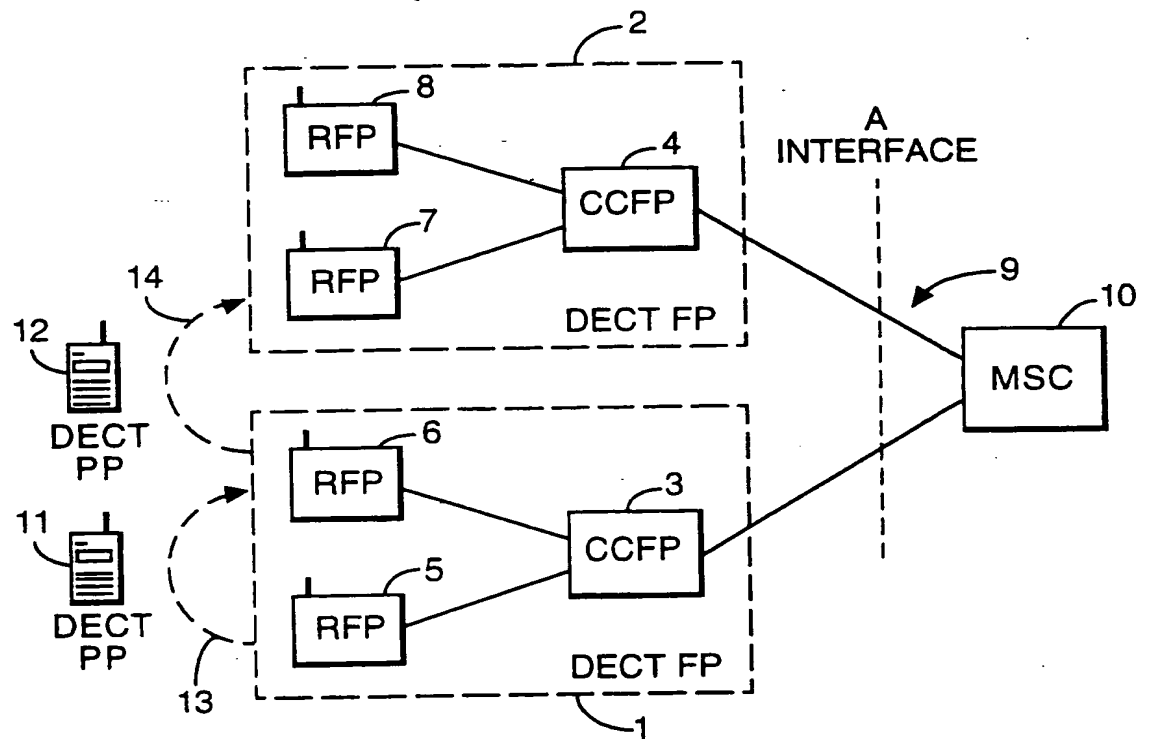 2
8
RFP
A
INTERFACE
4
CCFP
7
RFP
14
9
DECT FP
10
12
MSC
DECT
PP
6
RFP
3
11
CCFP
5
DECT
PP
RFP
DECT FP
13
1